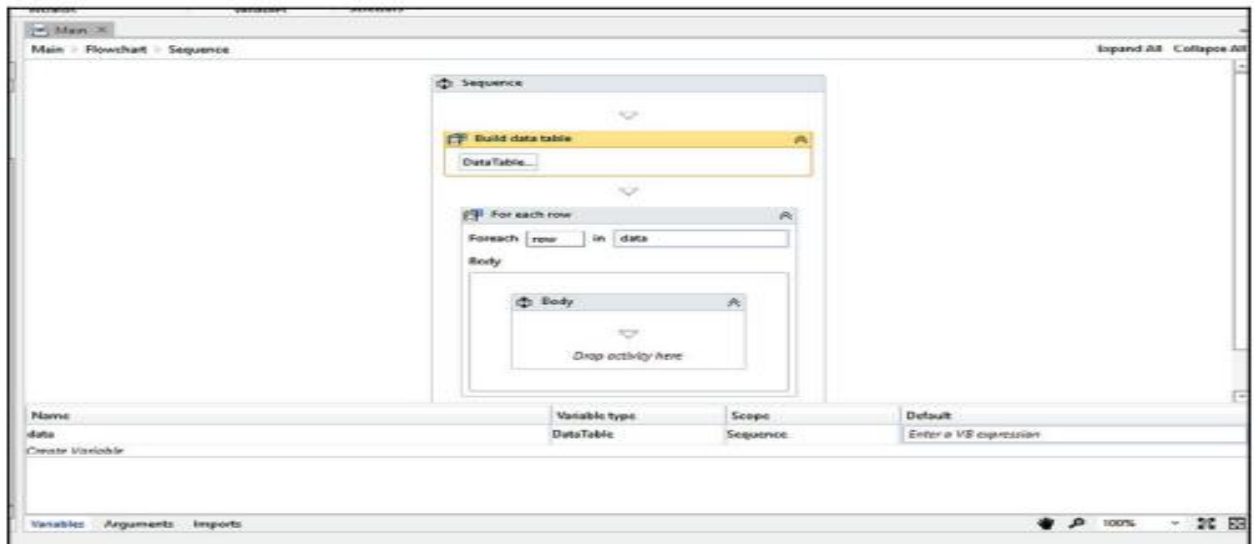 Main
Main > Flowchart > Sequence
Expand All Collapse All
Sequence
Build data table
DataTable...
For each row
Foreach row in data
Body
Body
Drop activity here
Name Variable type Scope Default
data DataTable Sequence Enter a VB expression
Create Variable
Variables Arguments Imports
100%